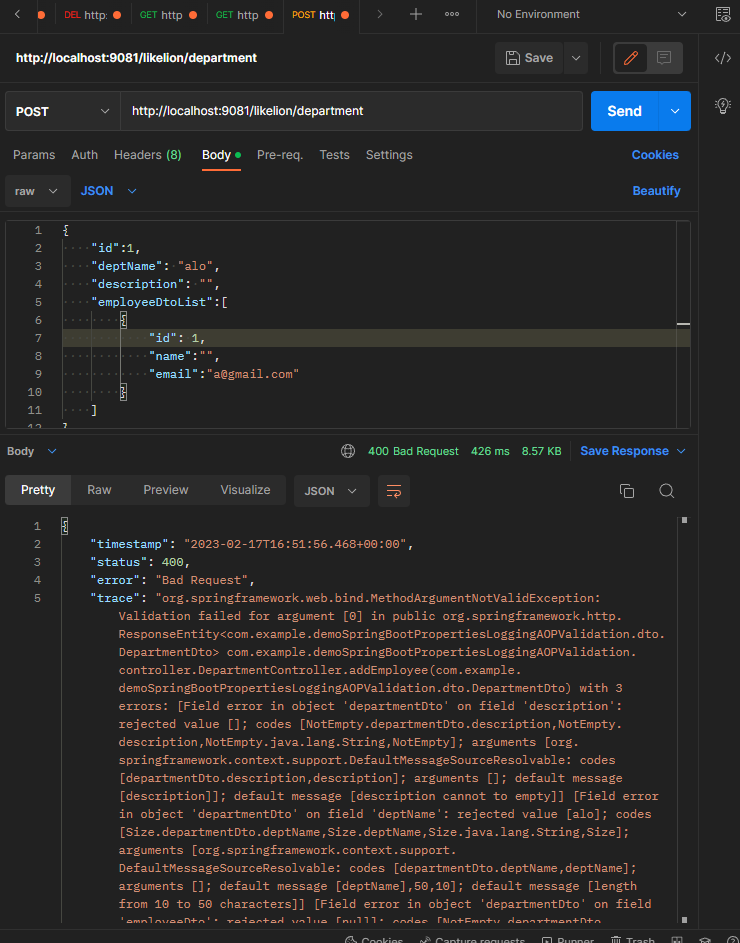 DEL http:
GET http
GET http
POST htt
No Environment
http://localhost:9081/likelion/department
Save
POST
http://localhost:9081/likelion/department
Send
Params Auth Headers (8) Body Pre-req. Tests Settings
Cookies
raw
JSON
Beautify
1 {
2 "id":1,
3 "deptName": "alo",
4 "description": "",
5 "employeeDtoList":[
6 {
7 "id": 1,
8 "name":"",
9 "email":"a@gmail.com"
10 }
11 ]
12 }
Body
400 Bad Request 426 ms 8.57 KB
Save Response
Pretty Raw Preview Visualize
JSON
1 {
2 "timestamp": "2023-02-17T16:51:56.468+00:00",
3 "status": 400,
4 "error": "Bad Request",
5 "trace": "org.springframework.web.bind.MethodArgumentNotValidException:
Validation failed for argument [0] in public org.springframework.http.
ResponseEntity<com.example.demoSpringBootPropertiesLoggingAOPValidation.dto.
DepartmentDto> com.example.demoSpringBootPropertiesLoggingAOPValidation.
controller.DepartmentController.addEmployee(com.example.
demoSpringBootPropertiesLoggingAOPValidation.dto.DepartmentDto) with 3
errors: [Field error in object 'departmentDto' on field 'description':
rejected value []; codes [NotEmpty.departmentDto.description,NotEmpty.
description,NotEmpty.java.lang.String,NotEmpty]; arguments [org.
springframework.context.support.DefaultMessageSourceResolvable: codes
[departmentDto.description,description]; arguments []; default message
[description]]; default message [description cannot to empty]] [Field error
in object 'departmentDto' on field 'deptName': rejected value [alo]; codes
[Size.departmentDto.deptName,Size.deptName,Size.java.lang.String,Size];
arguments [org.springframework.context.support.
DefaultMessageSourceResolvable: codes [departmentDto.deptName,deptName];
arguments []; default message [deptName],50,10]; default message [length
from 10 to 50 characters]] [Field error in object 'departmentDto' on field
'employeeDto': rejected value [null]; codes [NotEmpty.departmentDto.
Cookies Capture requests Runner Trash